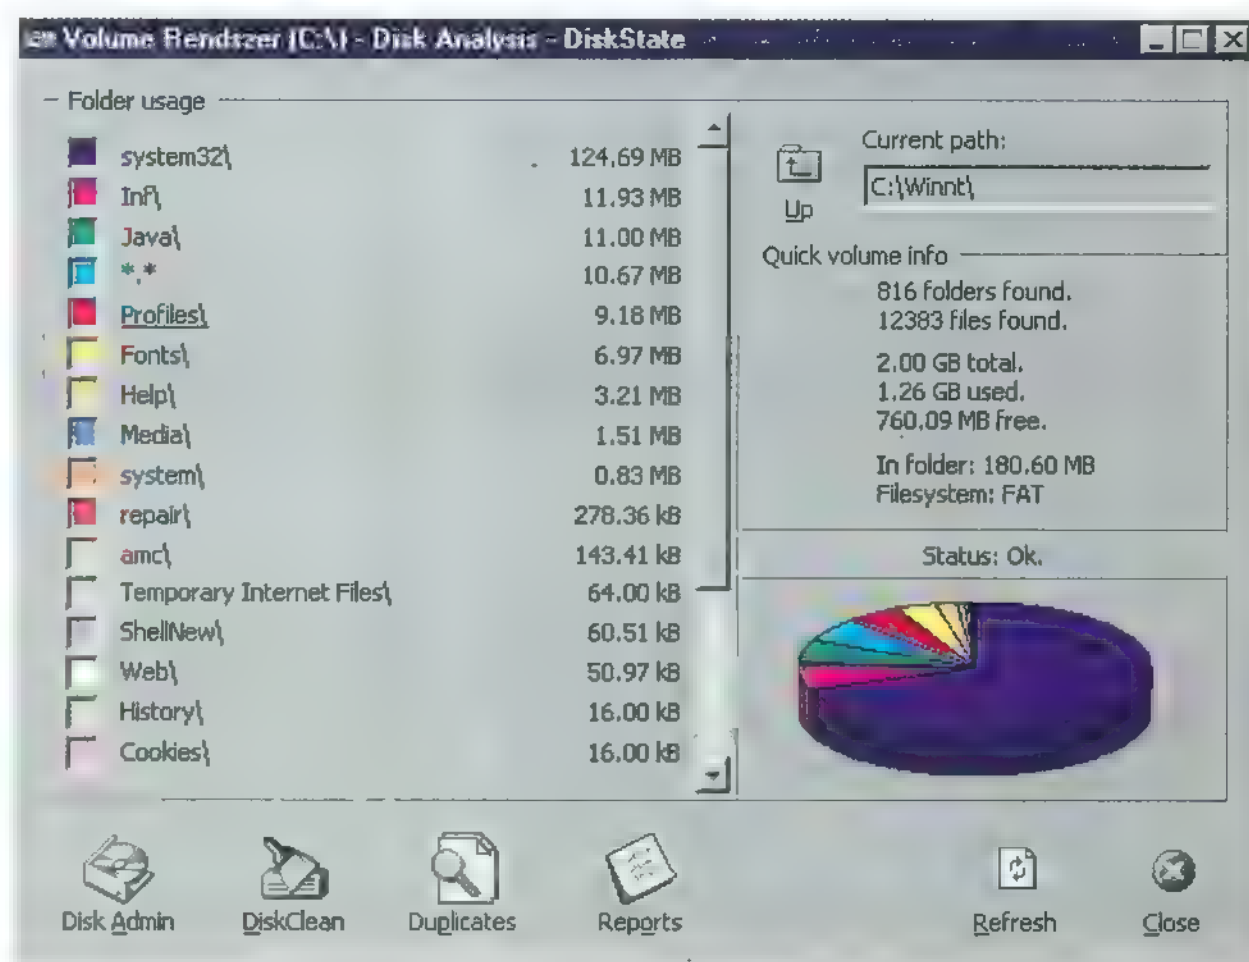 Volume Rendszer (C:\) - Disk Analysis - DiskState
Folder usage
system32\ 124,69 MB
Inf\ 11.93 MB
Java\ 11.00 MB
*.* 10.67 MB
Profiles\ 9.18 MB
Fonts\ 6.97 MB
Help\ 3.21 MB
Media\ 1.51 MB
system\ 0.83 MB
repair\ 278.36 kB
amc\ 143.41 kB
Temporary Internet Files\ 64.00 kB
ShellNew\ 60.51 kB
Web\ 50.97 kB
History\ 16.00 kB
Cookies\ 16.00 kB
Up
Current path:
C:\Winnt\
Quick volume info
816 folders found.
12383 files found.
2.00 GB total.
1.26 GB used.
760.09 MB free.
In folder: 180.60 MB
Filesystem: FAT
Status: Ok.
Disk Admin
DiskClean
Duplicates
Reports
Refresh
Close